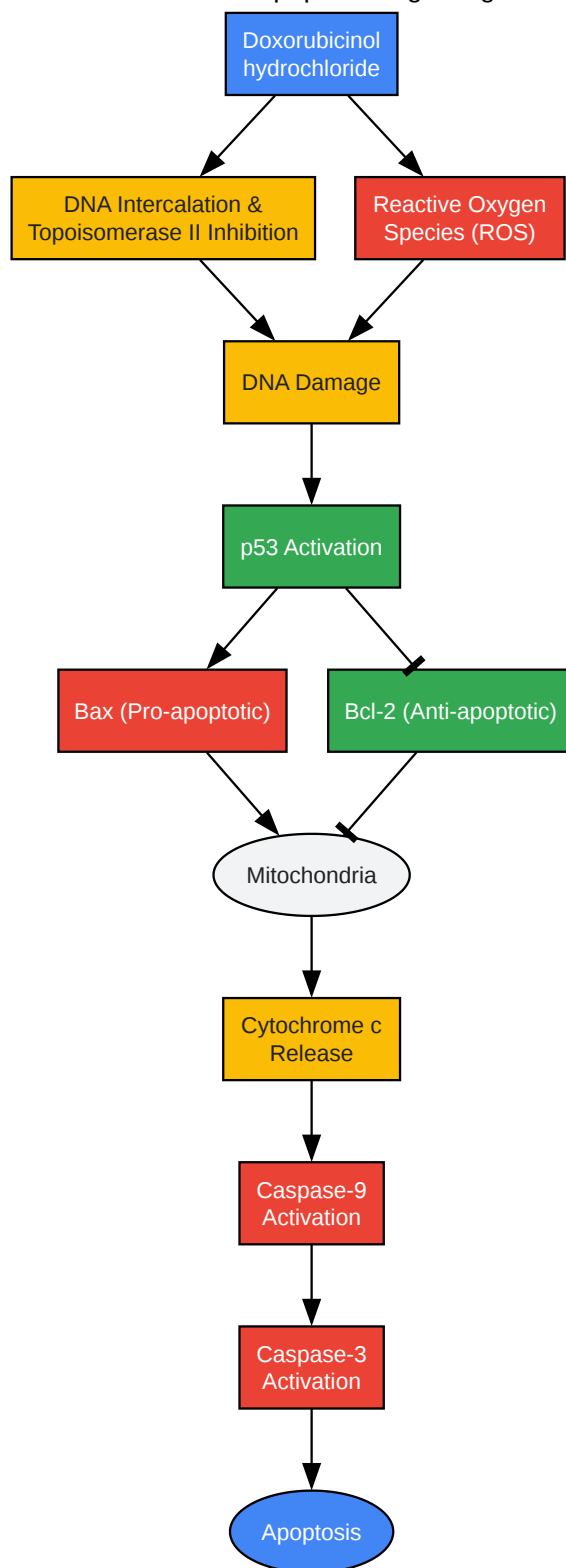 Doxorubicinol
hydrochloride
DNA Intercalation &
Topoisomerase II Inhibition
Reactive Oxygen
Species (ROS)
DNA Damage
p53 Activation
Bax (Pro-apoptotic)
Bcl-2 (Anti-apoptotic)
Mitochondria
Cytochrome c
Release
Caspase-9
Activation
Caspase-3
Activation
Apoptosis